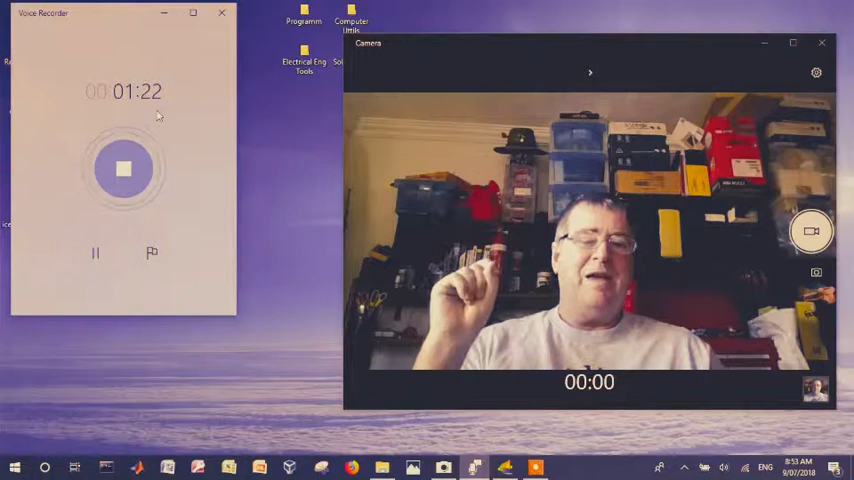 Voice Recorder
00:01:22
Programm
Computer
Utils
Electrical Eng
Tools
Camera
00:00
ENG
8:53 AM
9/07/2018
3